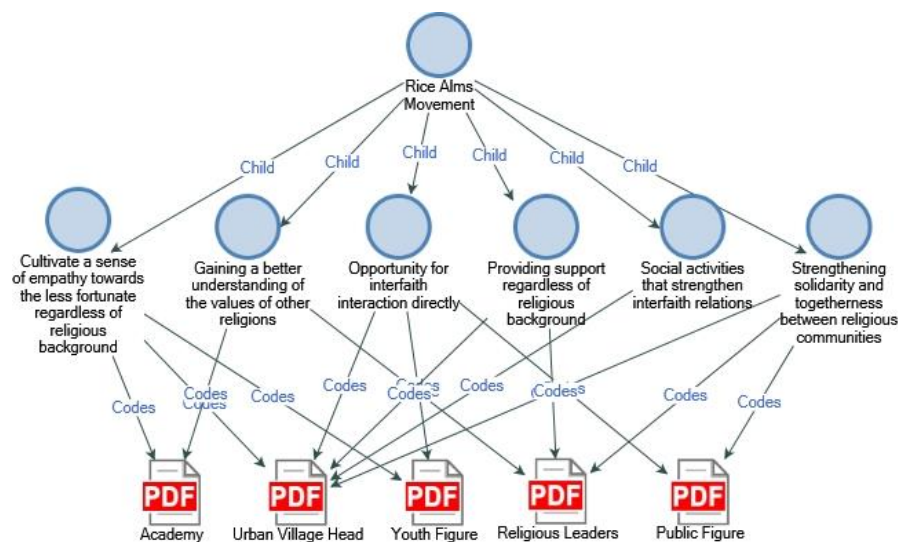 Rice Alms
Movement
Child
Child
Child
Child
Child
Child
Cultivate a sense
of empathy towards
the less fortunate
regardless of
religious
background
Gaining a better
understanding of
the values of other
religions
Opportunity for
interfaith
interaction directly
Providing support
regardless of
religious
background
Social activities
that strengthen
interfaith relations
Strengthening
solidarity and
togetherness
between religious
communities
Codes
Codes
Codes
Codes
Codes
Codes
Codes
Codes
Codes
PDF
PDF
PDF
PDF
PDF
Academy
Urban Village Head
Youth Figure
Religious Leaders
Public Figure